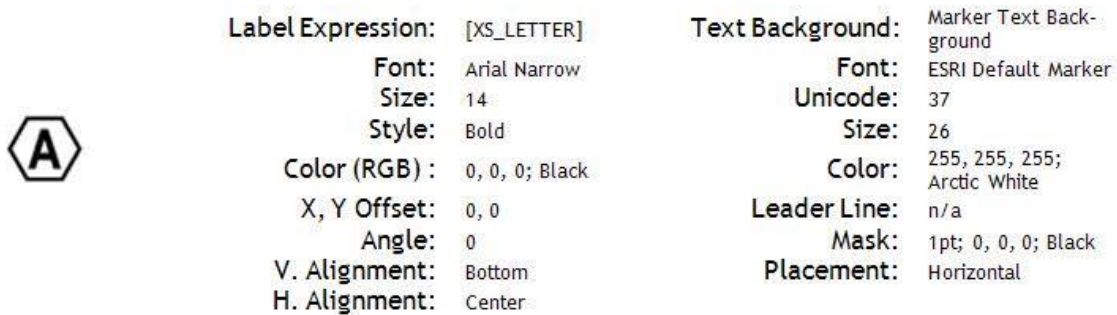 A
Label Expression: [XS_LETTER]
Font: Arial Narrow
Size: 14
Style: Bold
Color (RGB) : 0, 0, 0; Black
X, Y Offset: 0, 0
Angle: 0
V. Alignment: Bottom
H. Alignment: Center
Text Background: Marker Text Back-
ground
Font: ESRI Default Marker
Unicode: 37
Size: 26
Color: 255, 255, 255;
Arctic White
Leader Line: n/a
Mask: 1pt; 0, 0, 0; Black
Placement: Horizontal